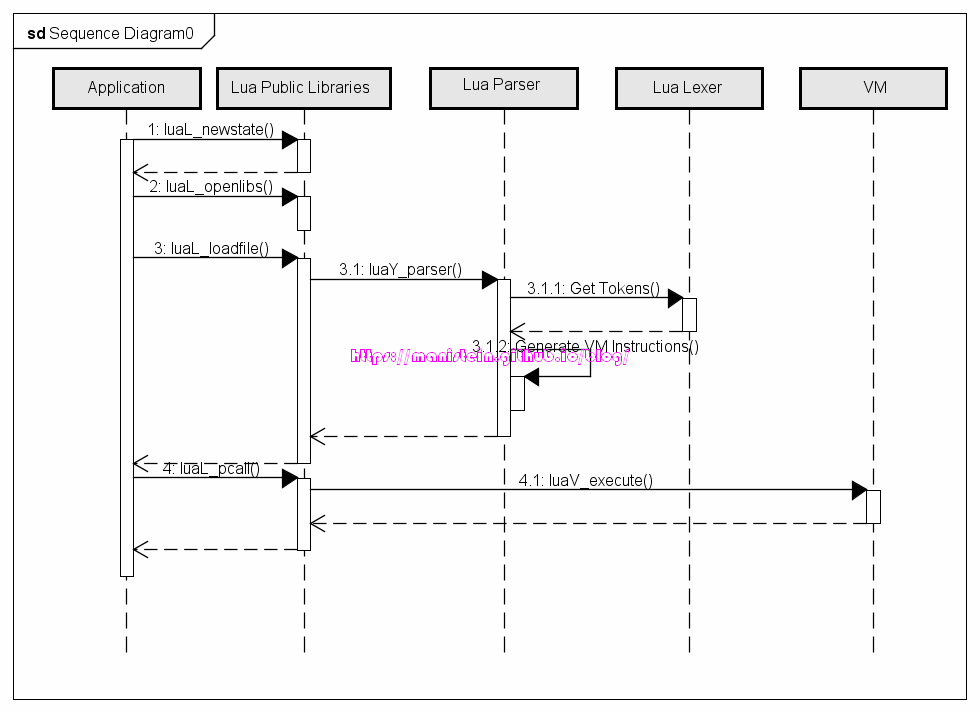 sd Sequence Diagram0
Application
Lua Public Libraries
Lua Parser
Lua Lexer
VM
1: luaL_newstate()
2: luaL_openlibs()
3: luaL_loadfile()
3.1: luaY_parser()
3.1.1: Get Tokens()
3.1.2: Generate VM Instructions()
https://manistein.github.io/blog/
4: luaL_pcall()
4.1: luaV_execute()